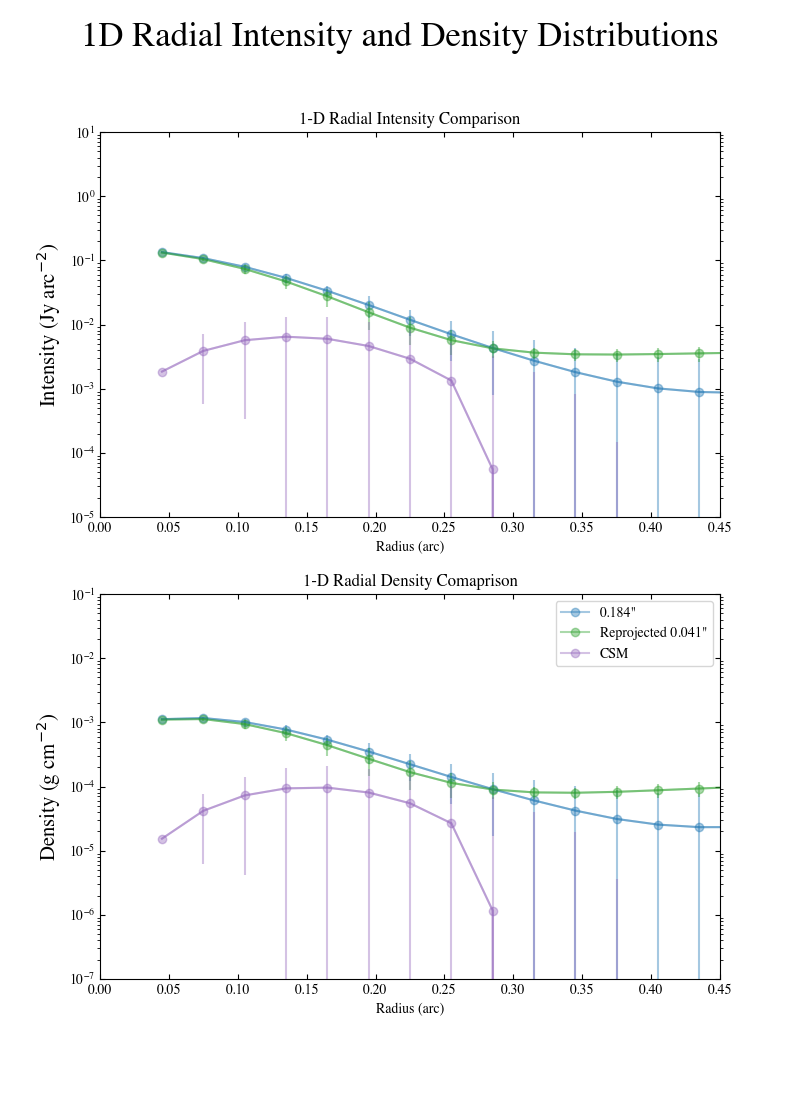 1D Radial Intensity and Density Distributions
1-D Radial Intensity Comparison
Intensity (Jy arc⁻²)
10¹
10⁰
10⁻¹
10⁻²
10⁻³
10⁻⁴
10⁻⁵
0.00 0.05 0.10 0.15 0.20 0.25 0.30 0.35 0.40 0.45
Radius (arc)
1-D Radial Density Comaprison
Density (g cm⁻²)
10⁻¹
10⁻²
10⁻³
10⁻⁴
10⁻⁵
10⁻⁶
10⁻⁷
0.184"
Reprojected 0.041"
CSM
0.00 0.05 0.10 0.15 0.20 0.25 0.30 0.35 0.40 0.45
Radius (arc)